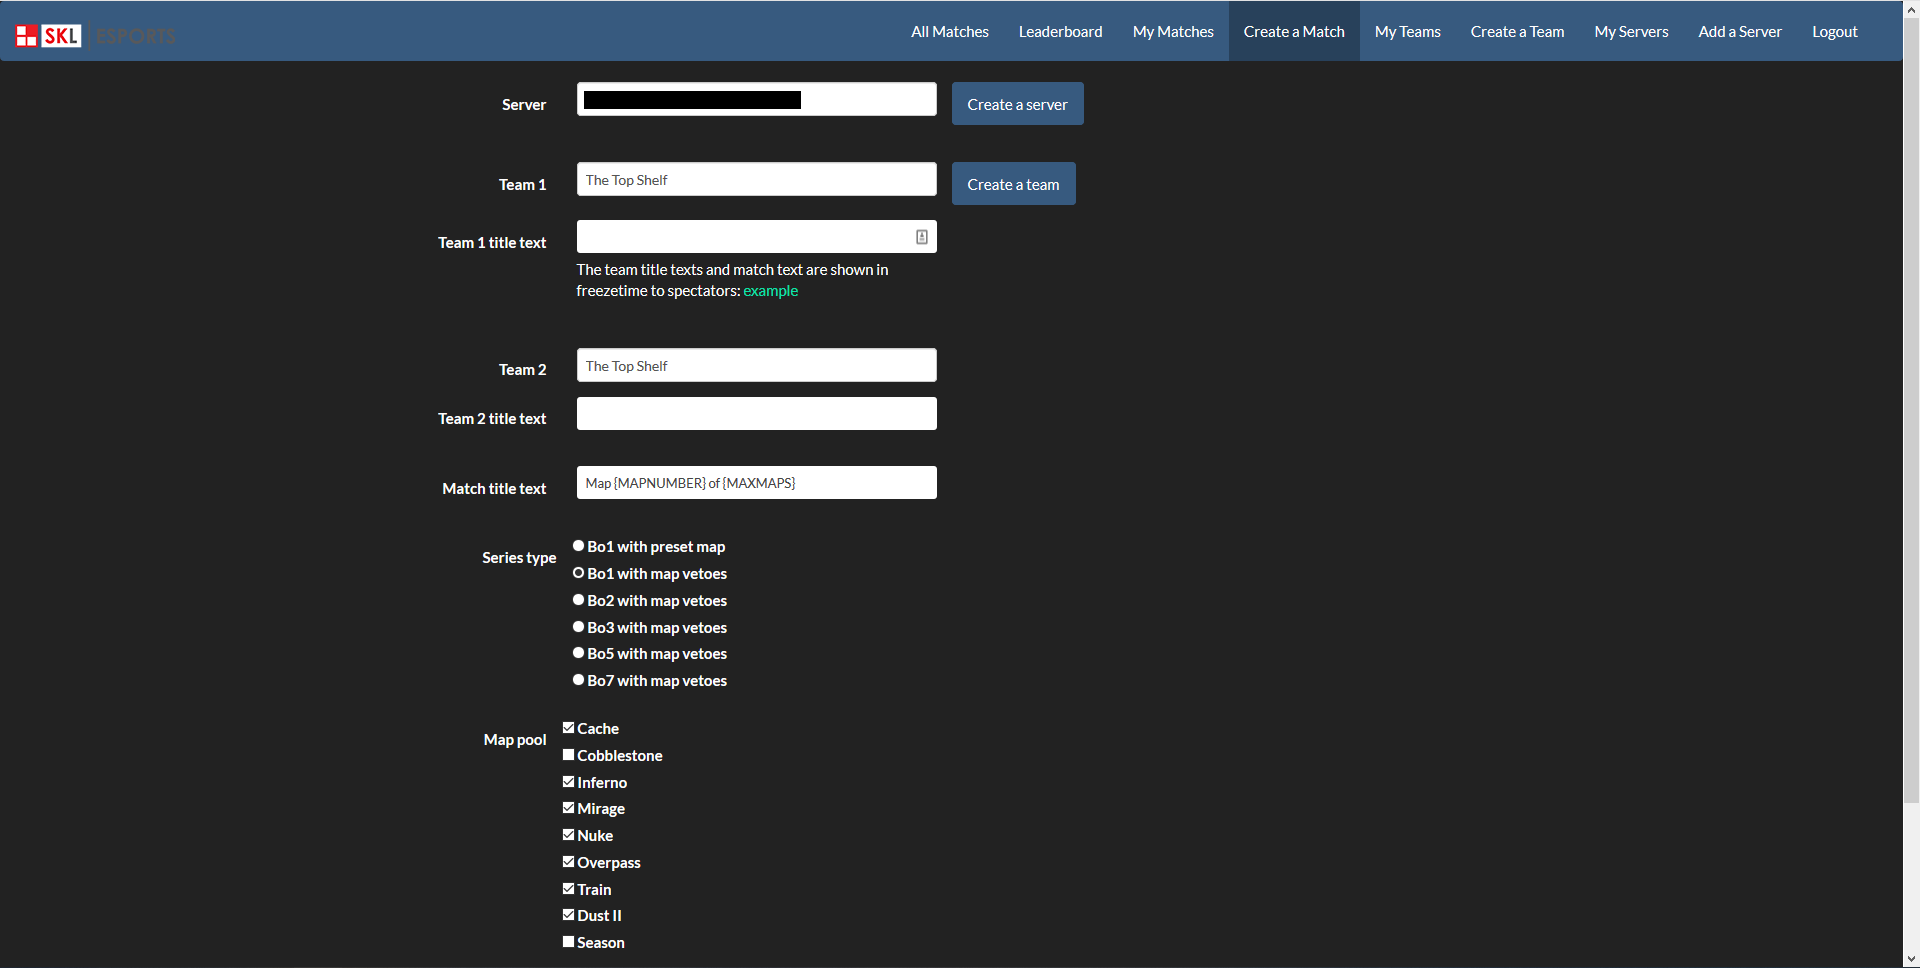 SKL ESPORTS
All Matches Leaderboard My Matches Create a Match My Teams Create a Team My Servers Add a Server Logout
Server Create a server
Team 1 The Top Shelf Create a team
Team 1 title text
The team title texts and match text are shown in
freezetime to spectators: example
Team 2 The Top Shelf
Team 2 title text
Match title text Map {MAPNUMBER} of {MAXMAPS}
Series type
Bo1 with preset map
Bo1 with map vetoes
Bo2 with map vetoes
Bo3 with map vetoes
Bo5 with map vetoes
Bo7 with map vetoes
Map pool
Cache
Cobblestone
Inferno
Mirage
Nuke
Overpass
Train
Dust II
Season